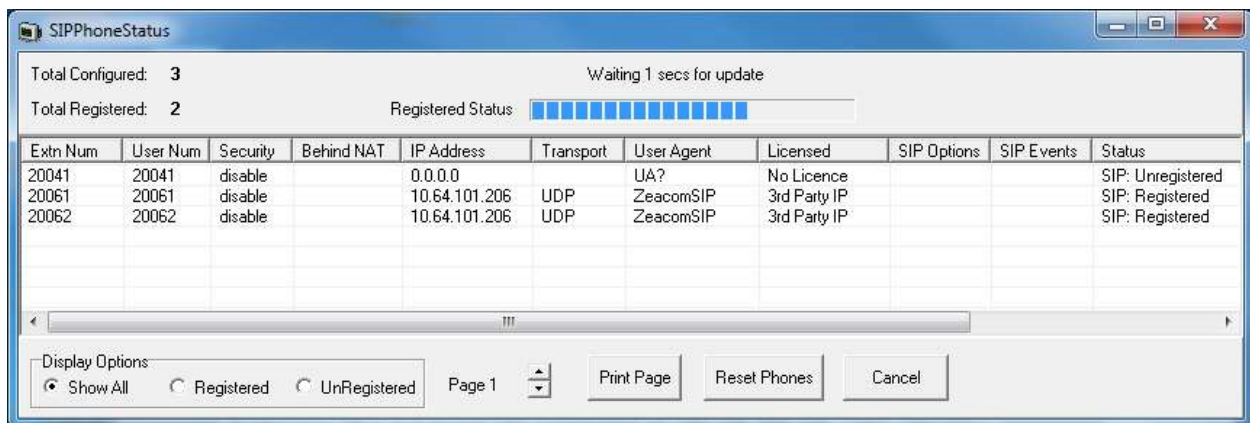 SIPPhoneStatus
Total Configured: 3
Waiting 1 secs for update
Total Registered: 2
Registered Status
Extn Num User Num Security Behind NAT IP Address Transport User Agent Licensed SIP Options SIP Events Status
20041 20041 disable 0.0.0.0 UA? No Licence SIP: Unregistered
20061 20061 disable 10.64.101.206 UDP ZeacomSIP 3rd Party IP SIP: Registered
20062 20062 disable 10.64.101.206 UDP ZeacomSIP 3rd Party IP SIP: Registered
Display Options
Show All Registered UnRegistered Page 1 Print Page Reset Phones Cancel